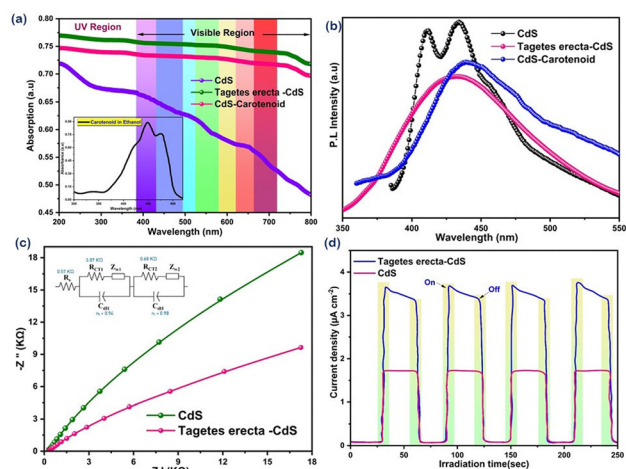 (a)
UV Region
Visible Region
CdS
Tagetes erecta -CdS
CdS-Carotenoid
Carotenoid in Ethanol
Absorption (a.u)
0.85
0.80
0.75
0.70
0.65
0.60
0.55
0.50
0.45
200 300 400 500 600 700 800
Wavelength (nm)
(b)
CdS
Tagetes erecta-CdS
CdS-Carotenoid
P.L Intensity (a.u)
350 400 450 500 550
Wavelength (nm)
(c)
-Z '' (KΩ)
18
15
12
9
6
3
0
0 3 6 9 12 15 18
R CT1
R CT2
CdS
Tagetes erecta -CdS
(d)
Tagetes erecta-CdS
CdS
On
Off
Current density (μA cm-2)
5
4
3
2
1
0
0 50 100 150 200 250
Irradiation time(sec)